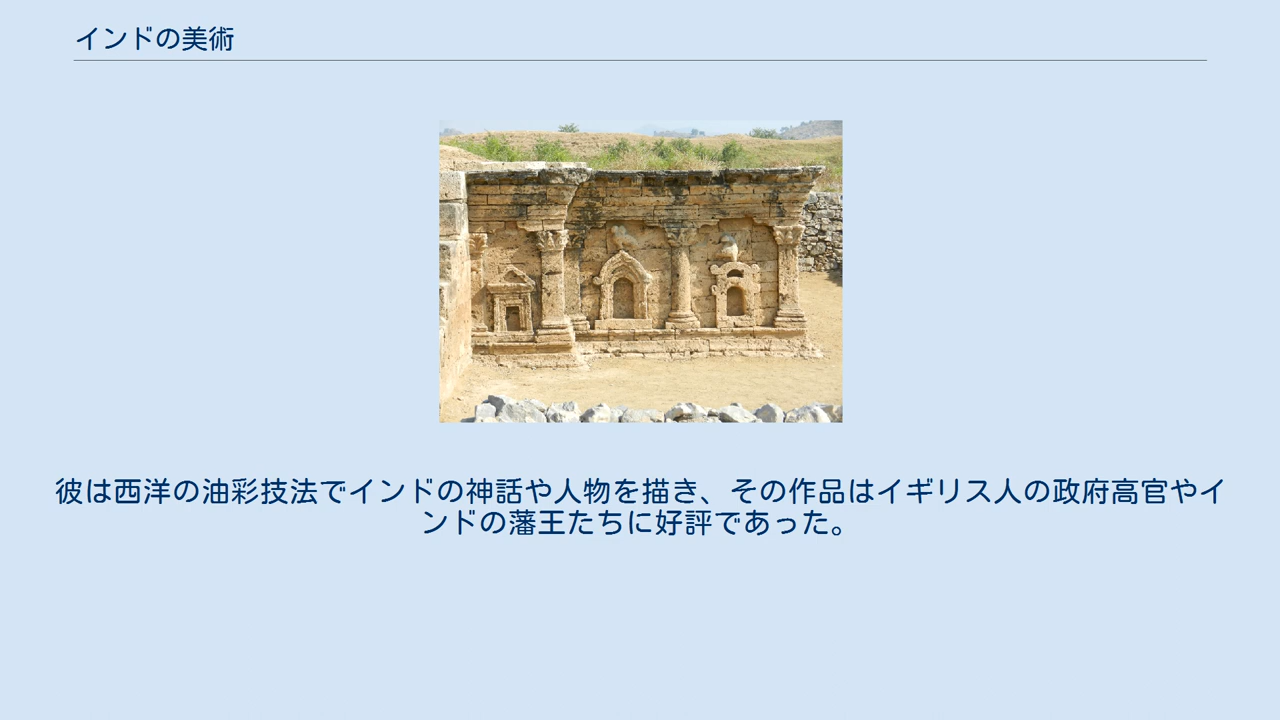 インドの美術
彼は西洋の油彩技法でインドの神話や人物を描き、その作品はイギリス人の政府高官やイ
ンドの藩王たちに好評であった。